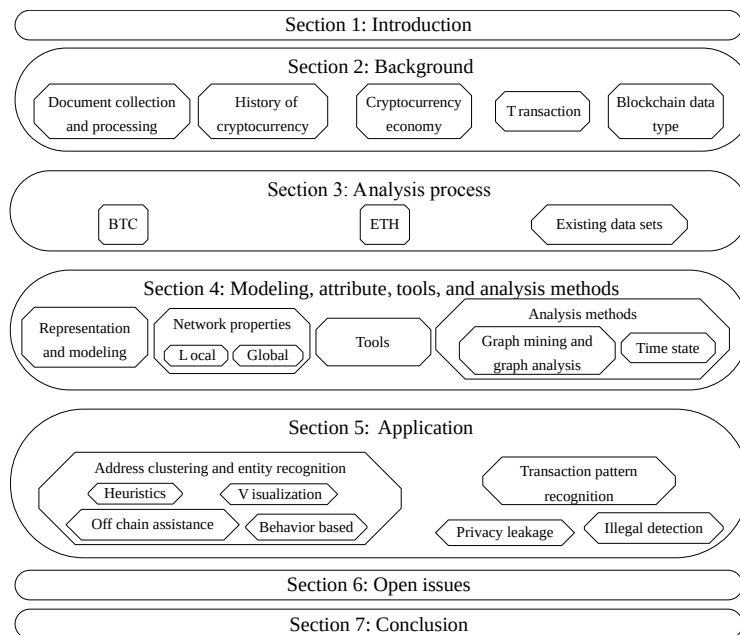 Section 1: Introduction
Section 2: Background
Document collection
and processing
History of
cryptocurrency
Cryptocurrency
economy
Transaction
Blockchain data
type
Section 3: Analysis process
BTC
ETH
Existing data sets
Section 4: Modeling, attribute, tools, and analysis methods
Representation
and modeling
Network properties
Local
Global
Tools
Analysis methods
Graph mining and
graph analysis
Time state
Section 5: Application
Address clustering and entity recognition
Heuristics
Visualization
Off chain assistance
Behavior based
Transaction pattern
recognition
Privacy leakage
Illegal detection
Section 6: Open issues
Section 7: Conclusion